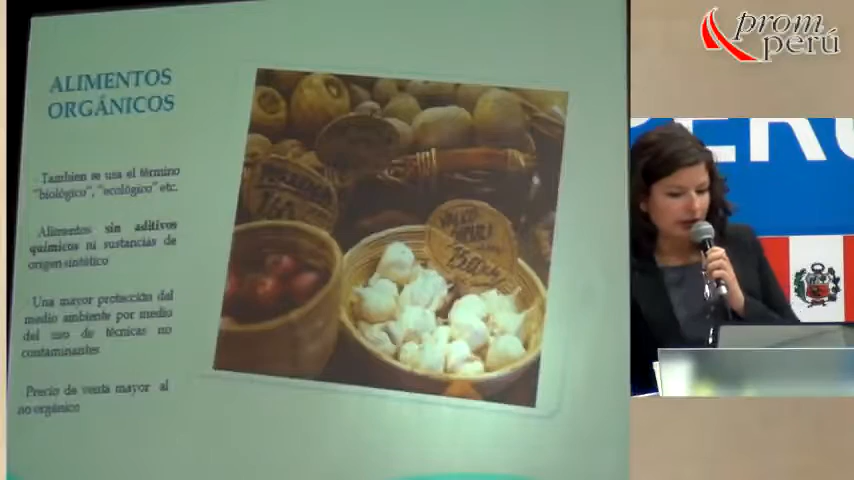 prom
perú
ALIMENTOS
ORGÁNICOS
Tambien se usa el término
"biológico", "ecológico" etc.
Alimentos sin aditivos
químicos ni sustancias de
origen sintético
Una mayor protección del
medio ambiente por medio
del uso de técnicas no
contaminantes
Precio de venta mayor al
no orgánico
PERÚ